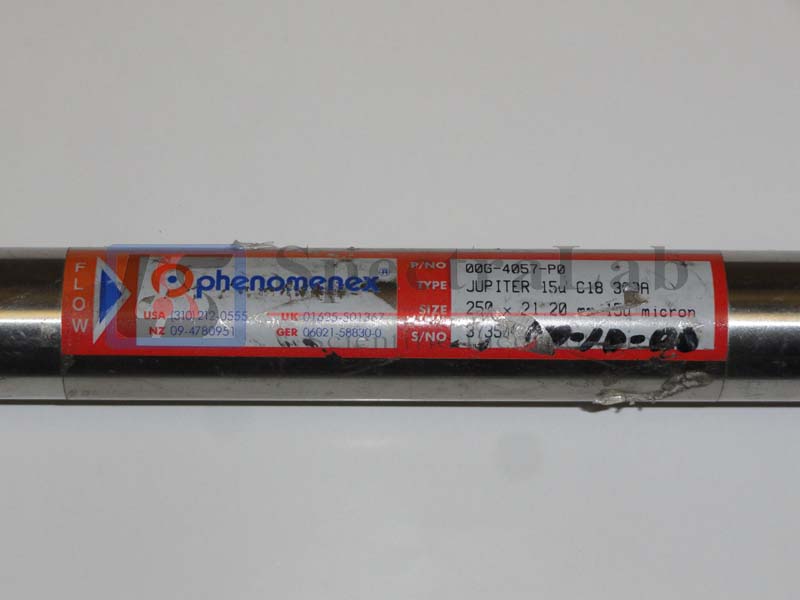 FLOW
phenomenex®
USA (310) 212-0555 UK 01625-501367
NZ 09-4780951 GER 06021-58830-0
P/NO 00G-4057-P0
TYPE JUPITER 15u C18 300A
SIZE 250 x 21.20 mm 15u micron
S/NO
SpectraLab